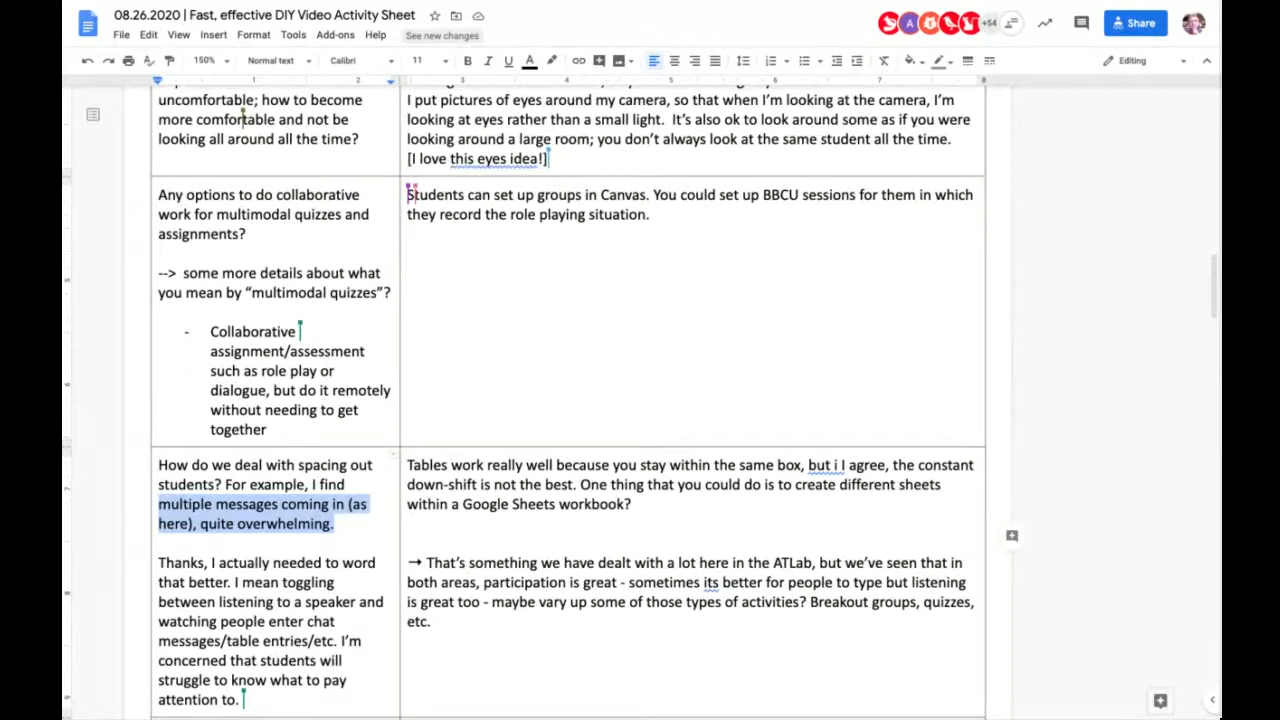 08.26.2020 | Fast, effective DIY Video Activity Sheet
+54
Share
File Edit View Insert Format Tools Add-ons Help See new changes
150% Normal text Calibri 11 B I U A Editing
1 2 3 4 5 6 7 8
uncomfortable; how to become
more comfortable and not be
looking all around all the time?
I put pictures of eyes around my camera, so that when I'm looking at the camera, I'm
looking at eyes rather than a small light. It's also ok to look around some as if you were
looking around a large room; you don't always look at the same student all the time.
[I love this eyes idea!]
Any options to do collaborative
work for multimodal quizzes and
assignments?
--> some more details about what
you mean by “multimodal quizzes”?
- Collaborative
assignment/assessment
such as role play or
dialogue, but do it remotely
without needing to get
together
Students can set up groups in Canvas. You could set up BBCU sessions for them in which
they record the role playing situation.
How do we deal with spacing out
students? For example, I find
multiple messages coming in (as
here), quite overwhelming.
Thanks, I actually needed to word
that better. I mean toggling
between listening to a speaker and
watching people enter chat
messages/table entries/etc. I'm
concerned that students will
struggle to know what to pay
attention to.
Tables work really well because you stay within the same box, but i I agree, the constant
down-shift is not the best. One thing that you could do is to create different sheets
within a Google Sheets workbook?
→ That's something we have dealt with a lot here in the ATLab, but we've seen that in
both areas, participation is great - sometimes its better for people to type but listening
is great too - maybe vary up some of those types of activities? Breakout groups, quizzes,
etc.